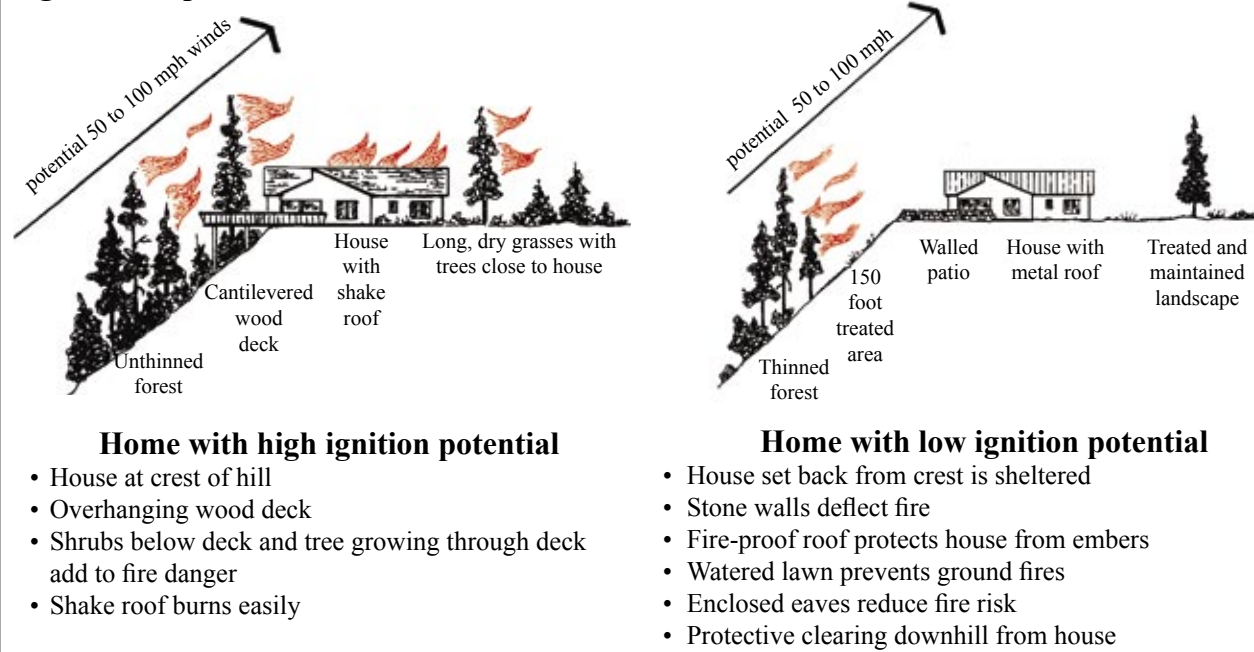 potential 50 to 100 mph winds
House
with
shake
roof
Long, dry grasses with
trees close to house
Cantilevered
wood
deck
Unthinned
forest
Home with high ignition potential
• House at crest of hill
• Overhanging wood deck
• Shrubs below deck and tree growing through deck
add to fire danger
• Shake roof burns easily
potential 50 to 100 mph
Walled
patio
House with
metal roof
Treated and
maintained
landscape
150
foot
treated
area
Thinned
forest
Home with low ignition potential
• House set back from crest is sheltered
• Stone walls deflect fire
• Fire-proof roof protects house from embers
• Watered lawn prevents ground fires
• Enclosed eaves reduce fire risk
• Protective clearing downhill from house